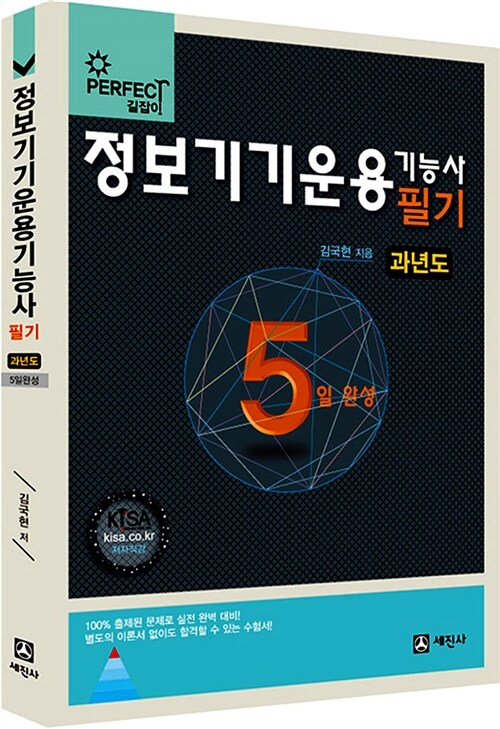 PERFECT
길잡이
정보기기운용기능사
필기
김국현 지음
과년도
5일 완성
KISA
kisa.co.kr
저자직강
100% 출제된 문제로 실전 완벽 대비!
별도의 이론서 없이도 합격할 수 있는 수험서!
세진사
정보기기운용기능사
필기
과년도
5일완성
김국현 저
세진사